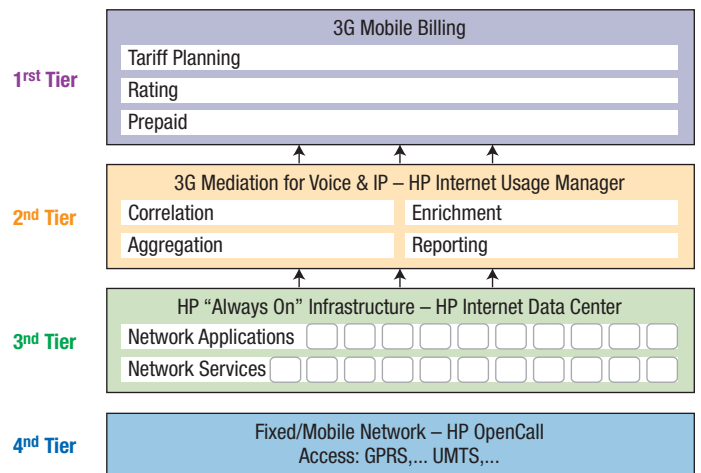 3G Mobile Billing
Tariff Planning
1rst Tier
Rating
Prepaid
3G Mediation for Voice & IP – HP Internet Usage Manager
2nd Tier
Correlation Enrichment
Aggregation Reporting
HP “Always On” Infrastructure – HP Internet Data Center
3nd Tier
Network Applications
Network Services
4nd Tier
Fixed/Mobile Network – HP OpenCall
Access: GPRS,... UMTS,...